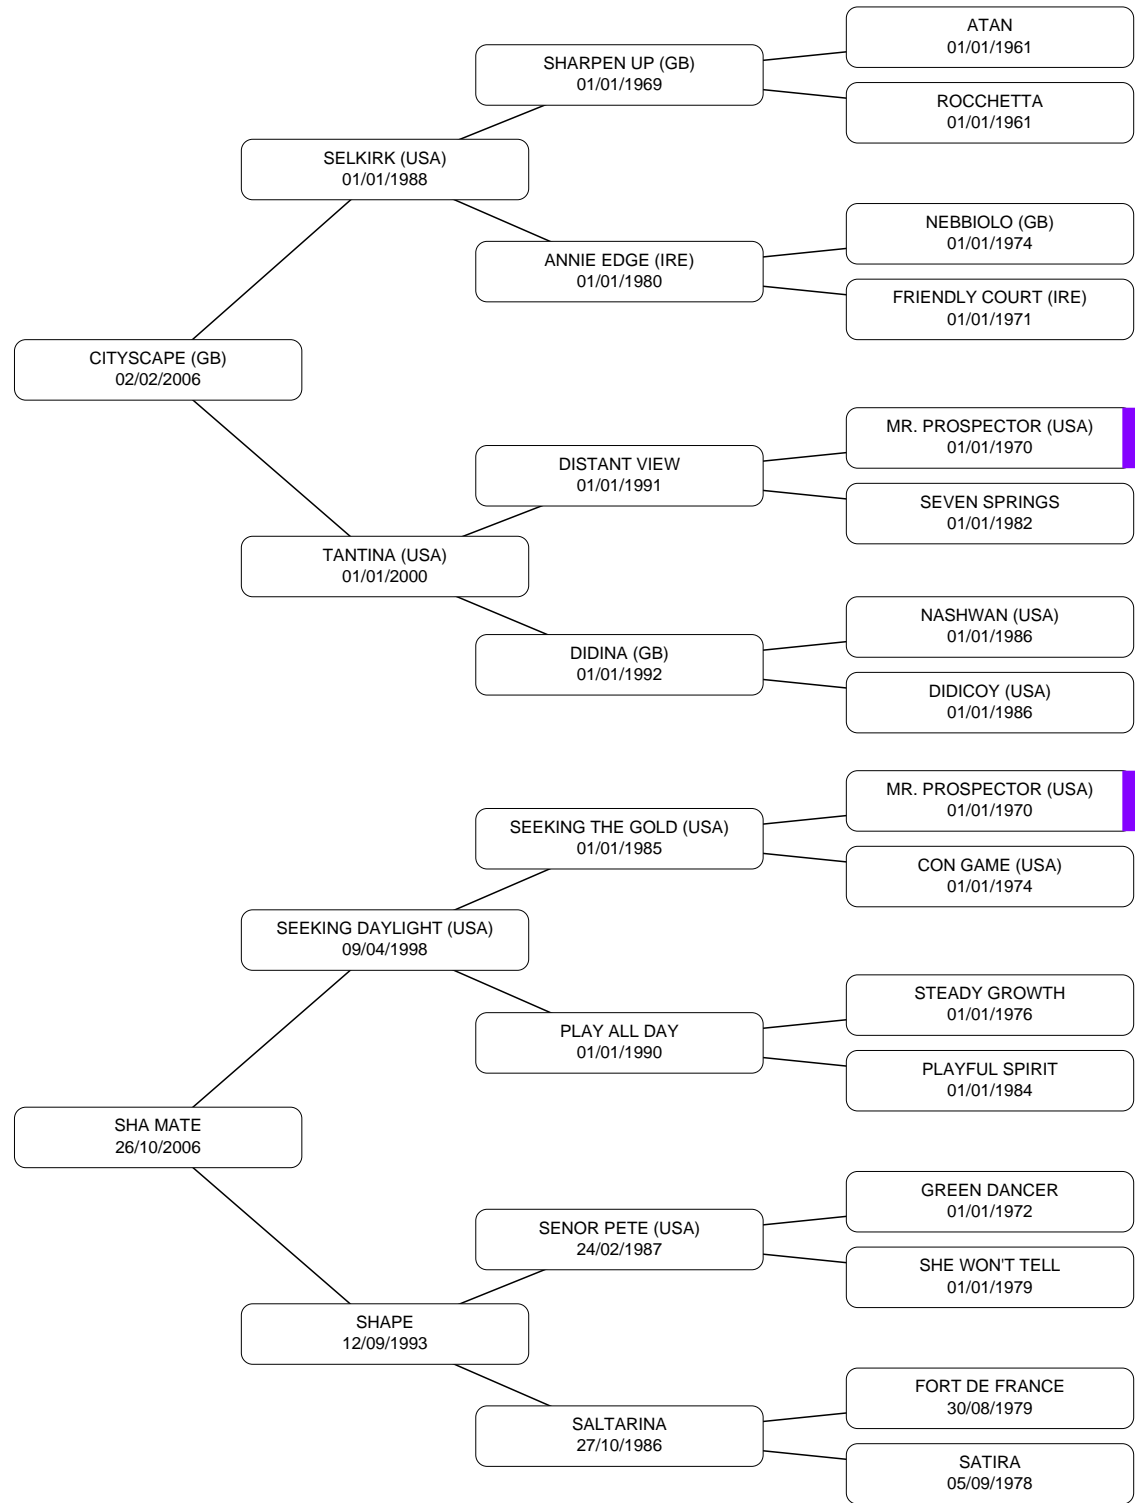 ATAN
01/01/1961
SHARPEN UP (GB)
01/01/1969
ROCCHETTA
01/01/1961
SELKIRK (USA)
01/01/1988
NEBBIOLO (GB)
01/01/1974
ANNIE EDGE (IRE)
01/01/1980
FRIENDLY COURT (IRE)
01/01/1971
CITYSCAPE (GB)
02/02/2006
MR. PROSPECTOR (USA)
01/01/1970
DISTANT VIEW
01/01/1991
SEVEN SPRINGS
01/01/1982
TANTINA (USA)
01/01/2000
NASHWAN (USA)
01/01/1986
DIDINA (GB)
01/01/1992
DIDICOY (USA)
01/01/1986
MR. PROSPECTOR (USA)
01/01/1970
SEEKING THE GOLD (USA)
01/01/1985
CON GAME (USA)
01/01/1974
SEEKING DAYLIGHT (USA)
09/04/1998
STEADY GROWTH
01/01/1976
PLAY ALL DAY
01/01/1990
PLAYFUL SPIRIT
01/01/1984
SHA MATE
26/10/2006
GREEN DANCER
01/01/1972
SENOR PETE (USA)
24/02/1987
SHE WON'T TELL
01/01/1979
SHAPE
12/09/1993
FORT DE FRANCE
30/08/1979
SALTARINA
27/10/1986
SATIRA
05/09/1978